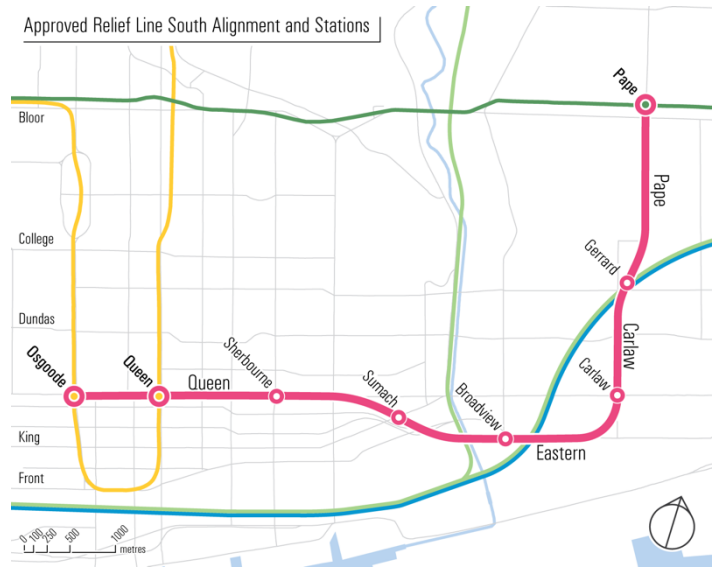 Approved Relief Line South Alignment and Stations
Bloor
Pape
Pape
College
Gerrard
Dundas
Carlaw
Osgoode
Queen
Queen
Sherbourne
Sumach
Broadview
Carlaw
King
Eastern
Front
0 100 250 500 1000
metres